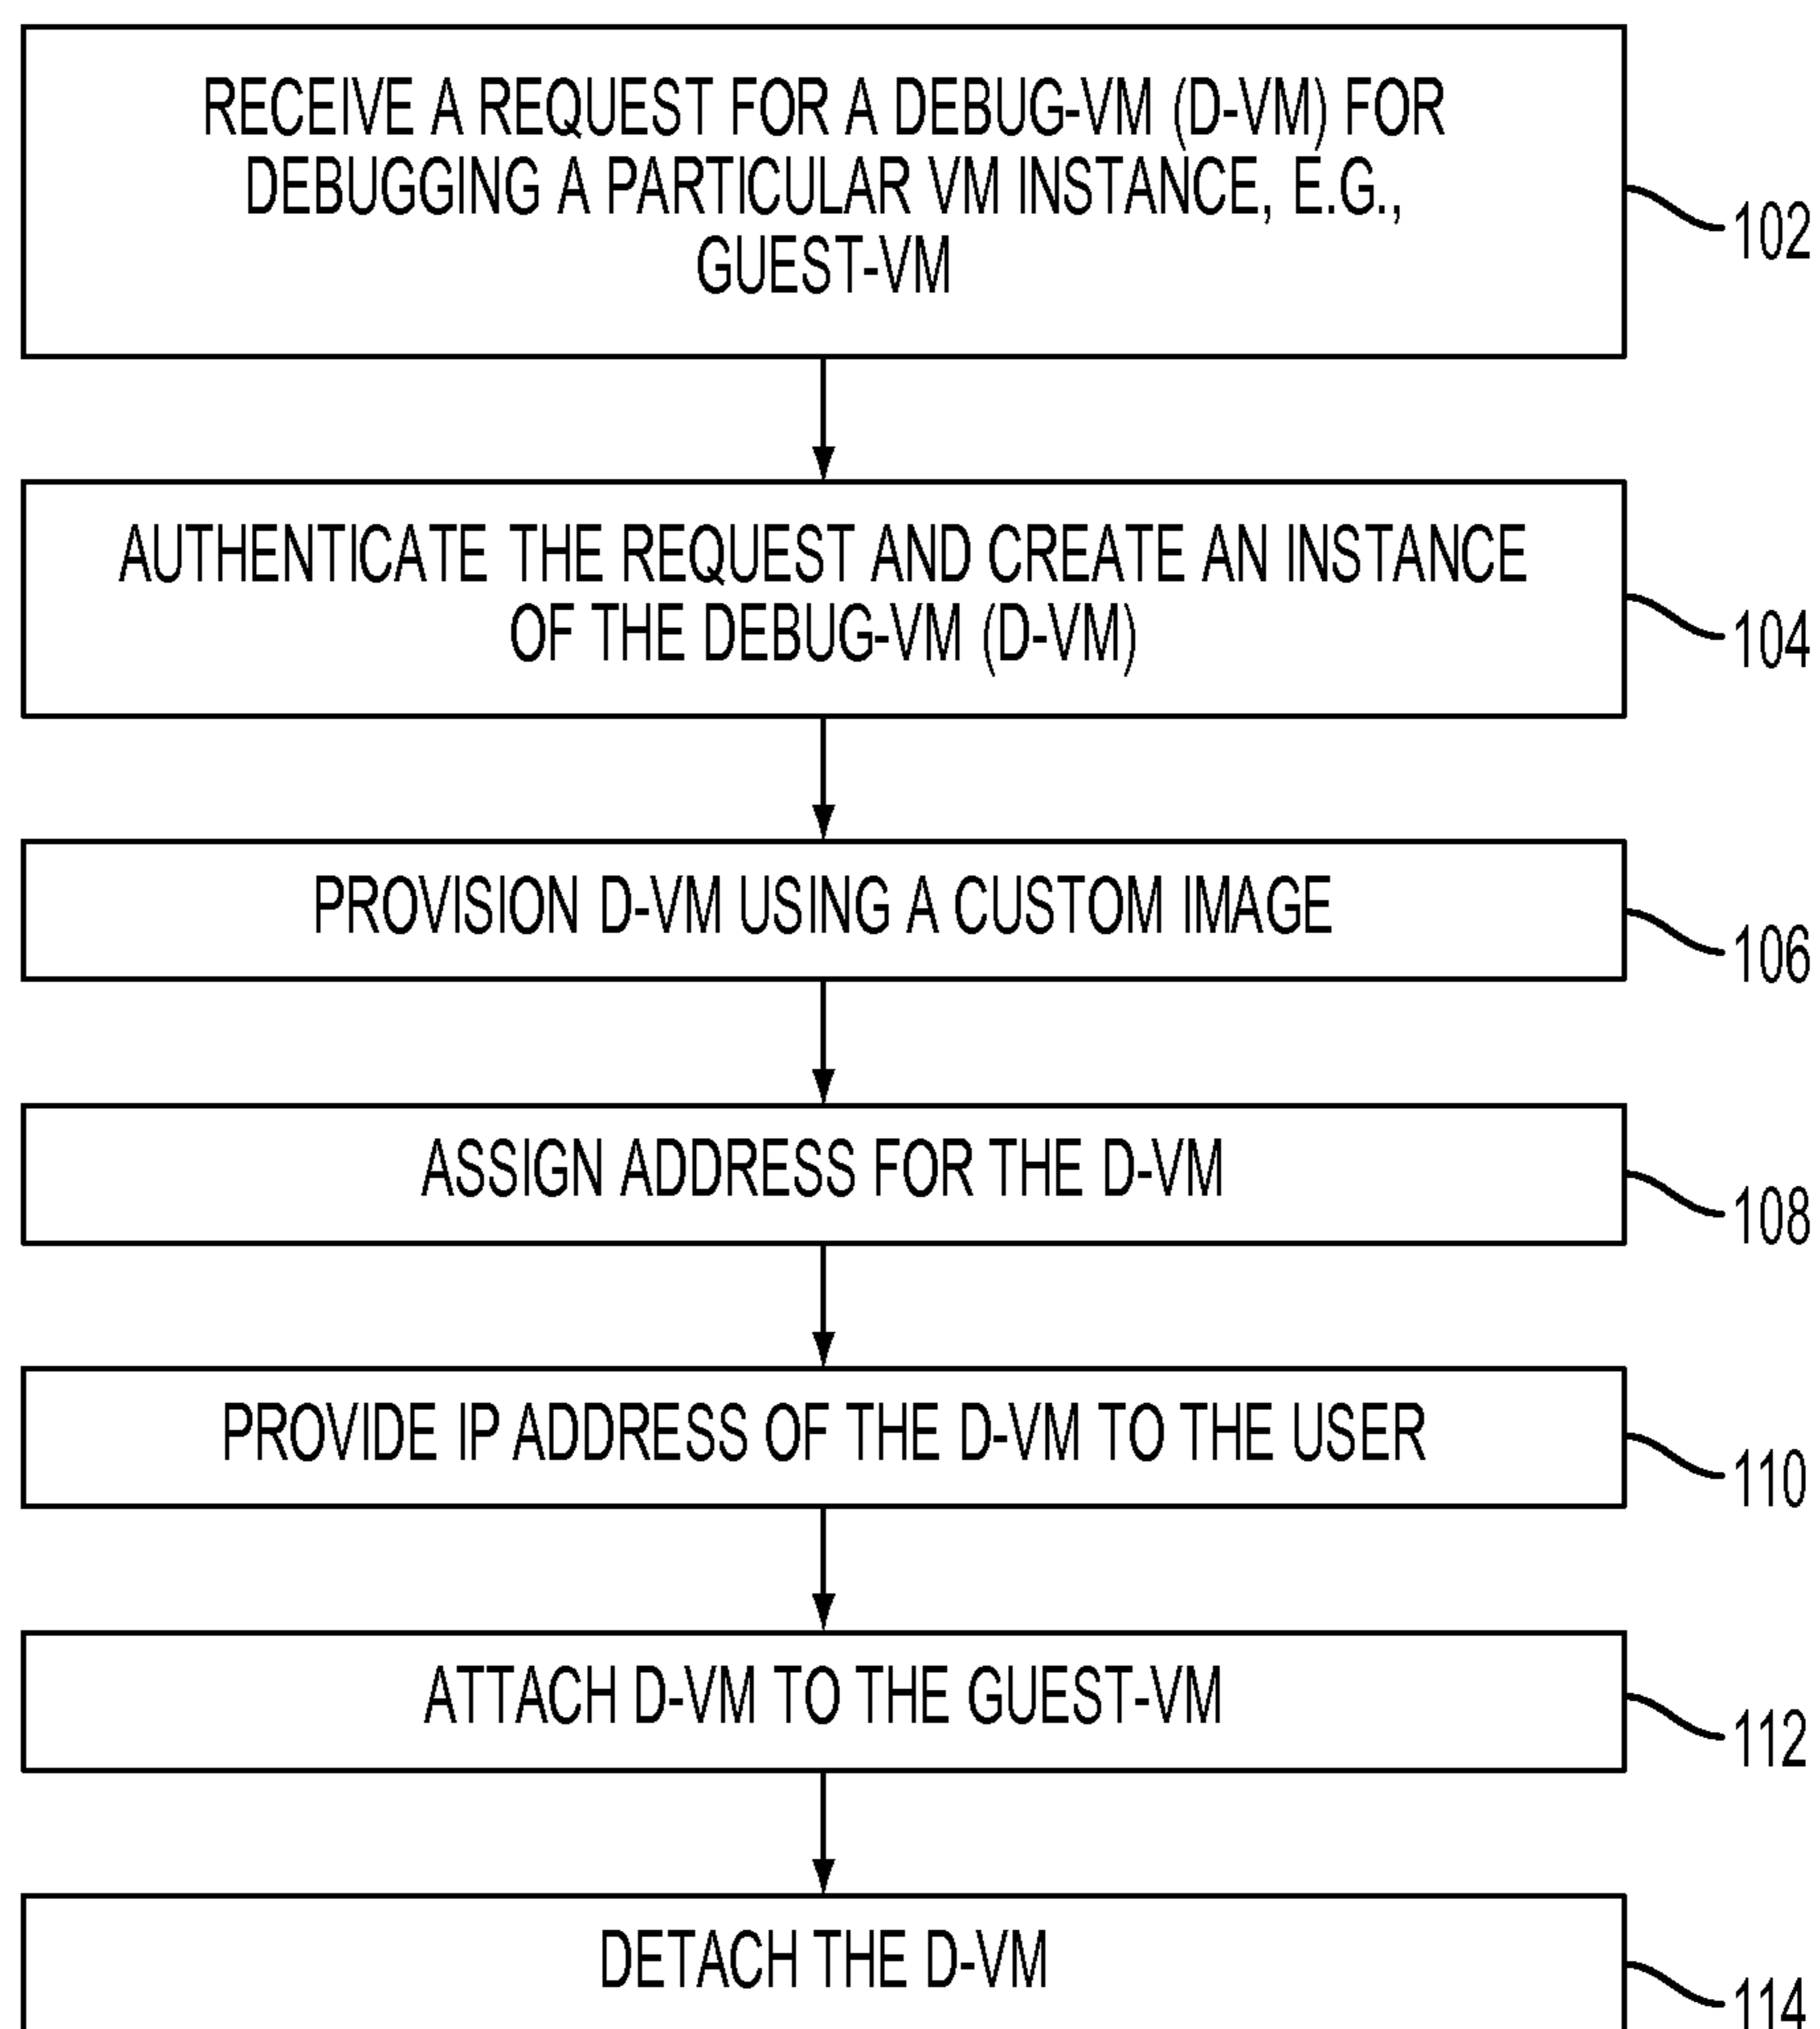 RECEIVE A REQUEST FOR A DEBUG-VM (D-VM) FOR
DEBUGGING A PARTICULAR VM INSTANCE, E.G.,
GUEST-VM
102
AUTHENTICATE THE REQUEST AND CREATE AN INSTANCE
OF THE DEBUG-VM (D-VM)
104
PROVISION D-VM USING A CUSTOM IMAGE
106
ASSIGN ADDRESS FOR THE D-VM
108
PROVIDE IP ADDRESS OF THE D-VM TO THE USER
110
ATTACH D-VM TO THE GUEST-VM
112
DETACH THE D-VM
114